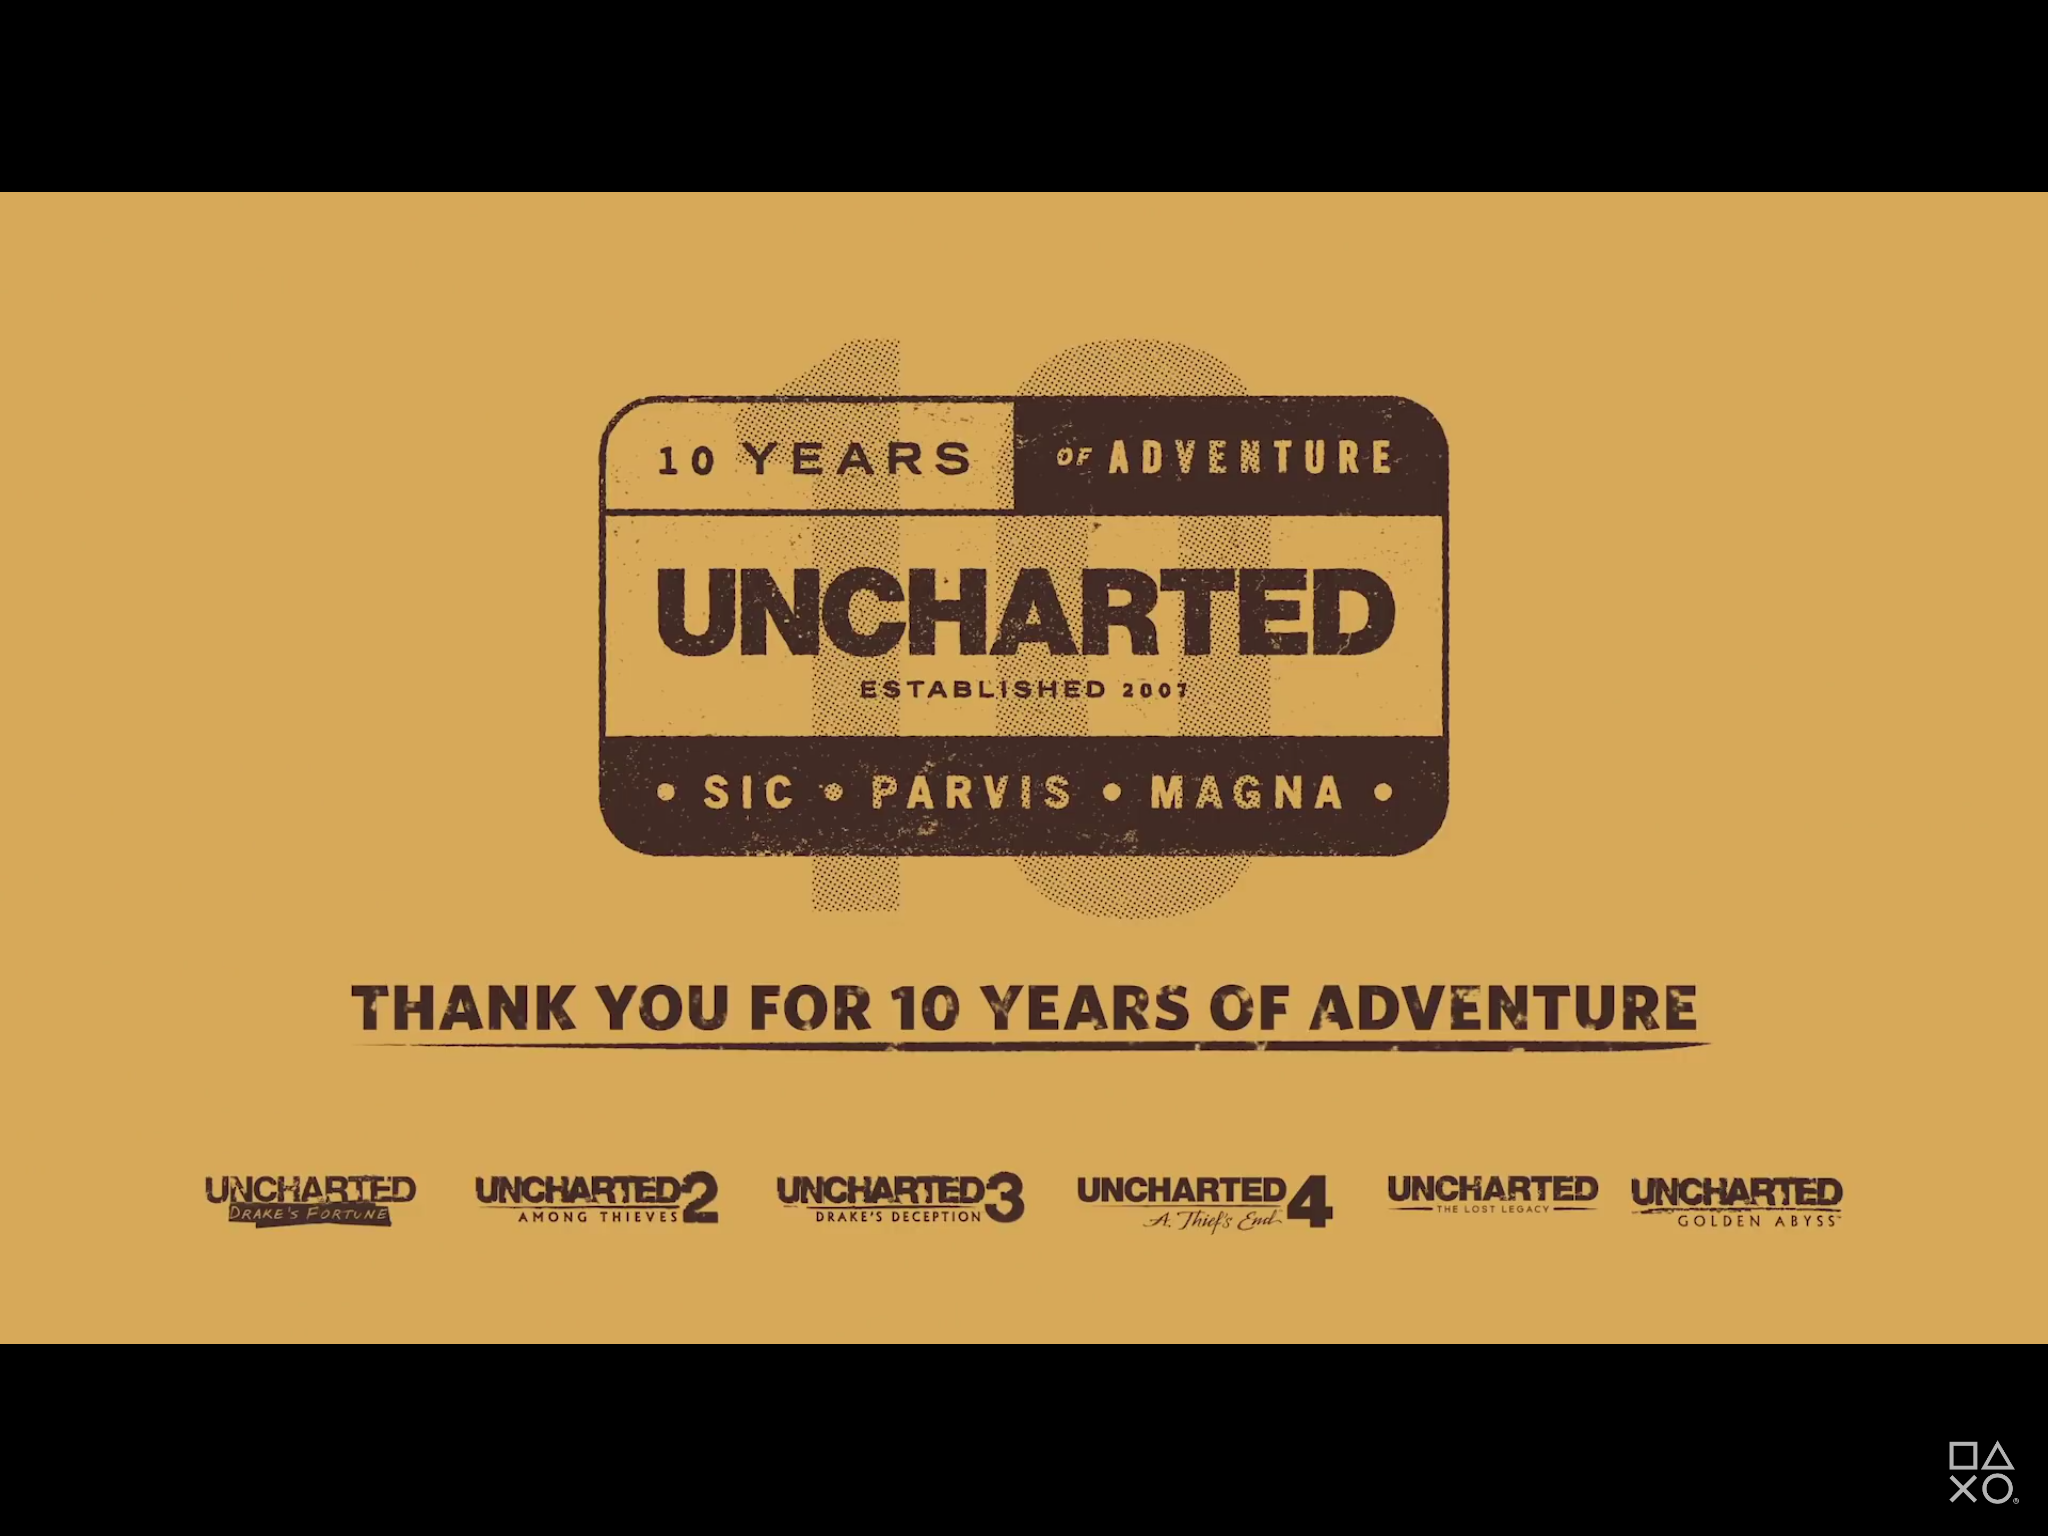 10 YEARS OF ADVENTURE
UNCHARTED
ESTABLISHED 2007
• SIC • PARVIS • MAGNA •
THANK YOU FOR 10 YEARS OF ADVENTURE
UNCHARTED
DRAKE'S FORTUNE
UNCHARTED 2
AMONG THIEVES
UNCHARTED 3
DRAKE'S DECEPTION
UNCHARTED 4
A Thief's End
UNCHARTED
THE LOST LEGACY
UNCHARTED
GOLDEN ABYSS™